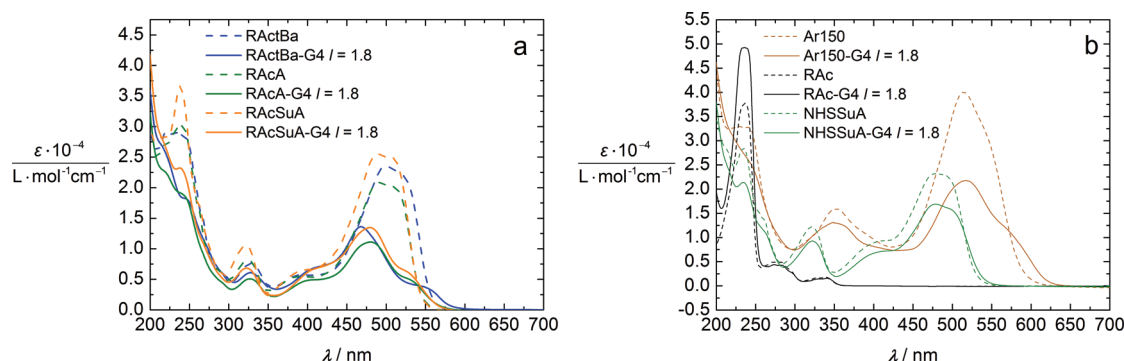 a
RActBa
RActBa-G4 l = 1.8
RAcA
RAcA-G4 l = 1.8
RAcSuA
RAcSuA-G4 l = 1.8
4.5
4.0
3.5
3.0
2.5
2.0
1.5
1.0
0.5
0.0
ε · 10⁻⁴
L · mol⁻¹cm⁻¹
200 250 300 350 400 450 500 550 600 650 700
λ / nm
b
Ar150
Ar150-G4 l = 1.8
RAc
RAc-G4 l = 1.8
NHSSuA
NHSSuA-G4 l = 1.8
5.5
5.0
4.5
4.0
3.5
3.0
2.5
2.0
1.5
1.0
0.5
0.0
-0.5
ε · 10⁻⁴
L · mol⁻¹cm⁻¹
200 250 300 350 400 450 500 550 600 650 700
λ / nm